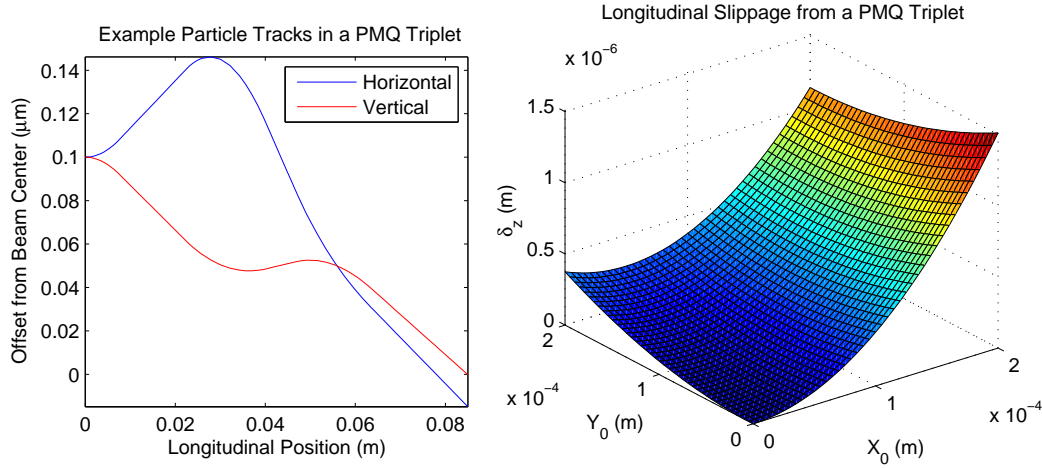 Example Particle Tracks in a PMQ Triplet
Horizontal
Vertical
0.14
0.12
0.1
0.08
0.06
0.04
0.02
0
0 0.02 0.04 0.06 0.08
Offset from Beam Center (μm)
Longitudinal Position (m)
Longitudinal Slippage from a PMQ Triplet
x 10⁻⁶
1.5
1
0.5
0
δz (m)
2
1
0
x 10⁻⁴
Y0 (m)
0
1
2
x 10⁻⁴
X0 (m)